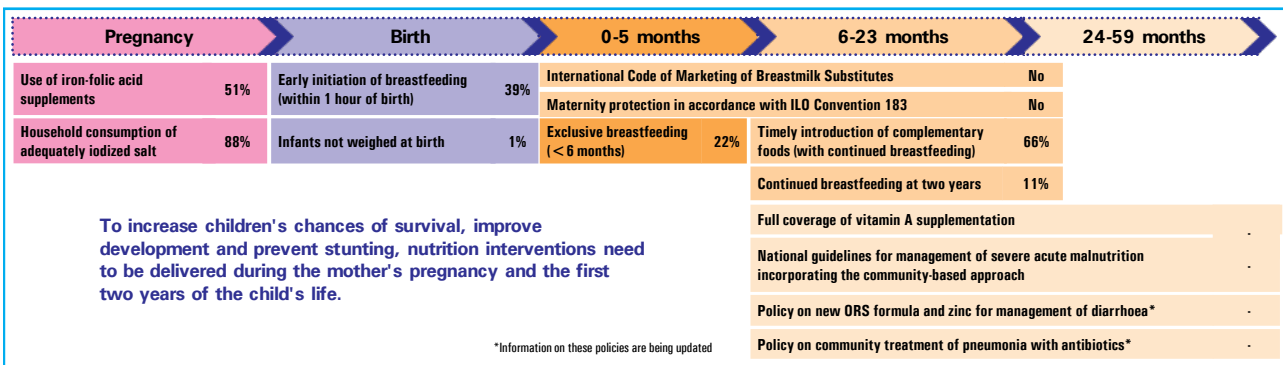 Pregnancy
Birth
0-5 months
6-23 months
24-59 months
Use of iron-folic acid
supplements
51%
Early initiation of breastfeeding
(within 1 hour of birth)
39%
International Code of Marketing of Breastmilk Substitutes
No
Maternity protection in accordance with ILO Convention 183
No
Household consumption of
adequately iodized salt
88%
Infants not weighed at birth
1%
Exclusive breastfeeding
(< 6 months)
22%
Timely introduction of complementary
foods (with continued breastfeeding)
66%
Continued breastfeeding at two years
11%
To increase children's chances of survival, improve
development and prevent stunting, nutrition interventions need
to be delivered during the mother's pregnancy and the first
two years of the child's life.
Full coverage of vitamin A supplementation
-
National guidelines for management of severe acute malnutrition
incorporating the community-based approach
-
Policy on new ORS formula and zinc for management of diarrhoea*
-
Policy on community treatment of pneumonia with antibiotics*
-
*Information on these policies are being updated